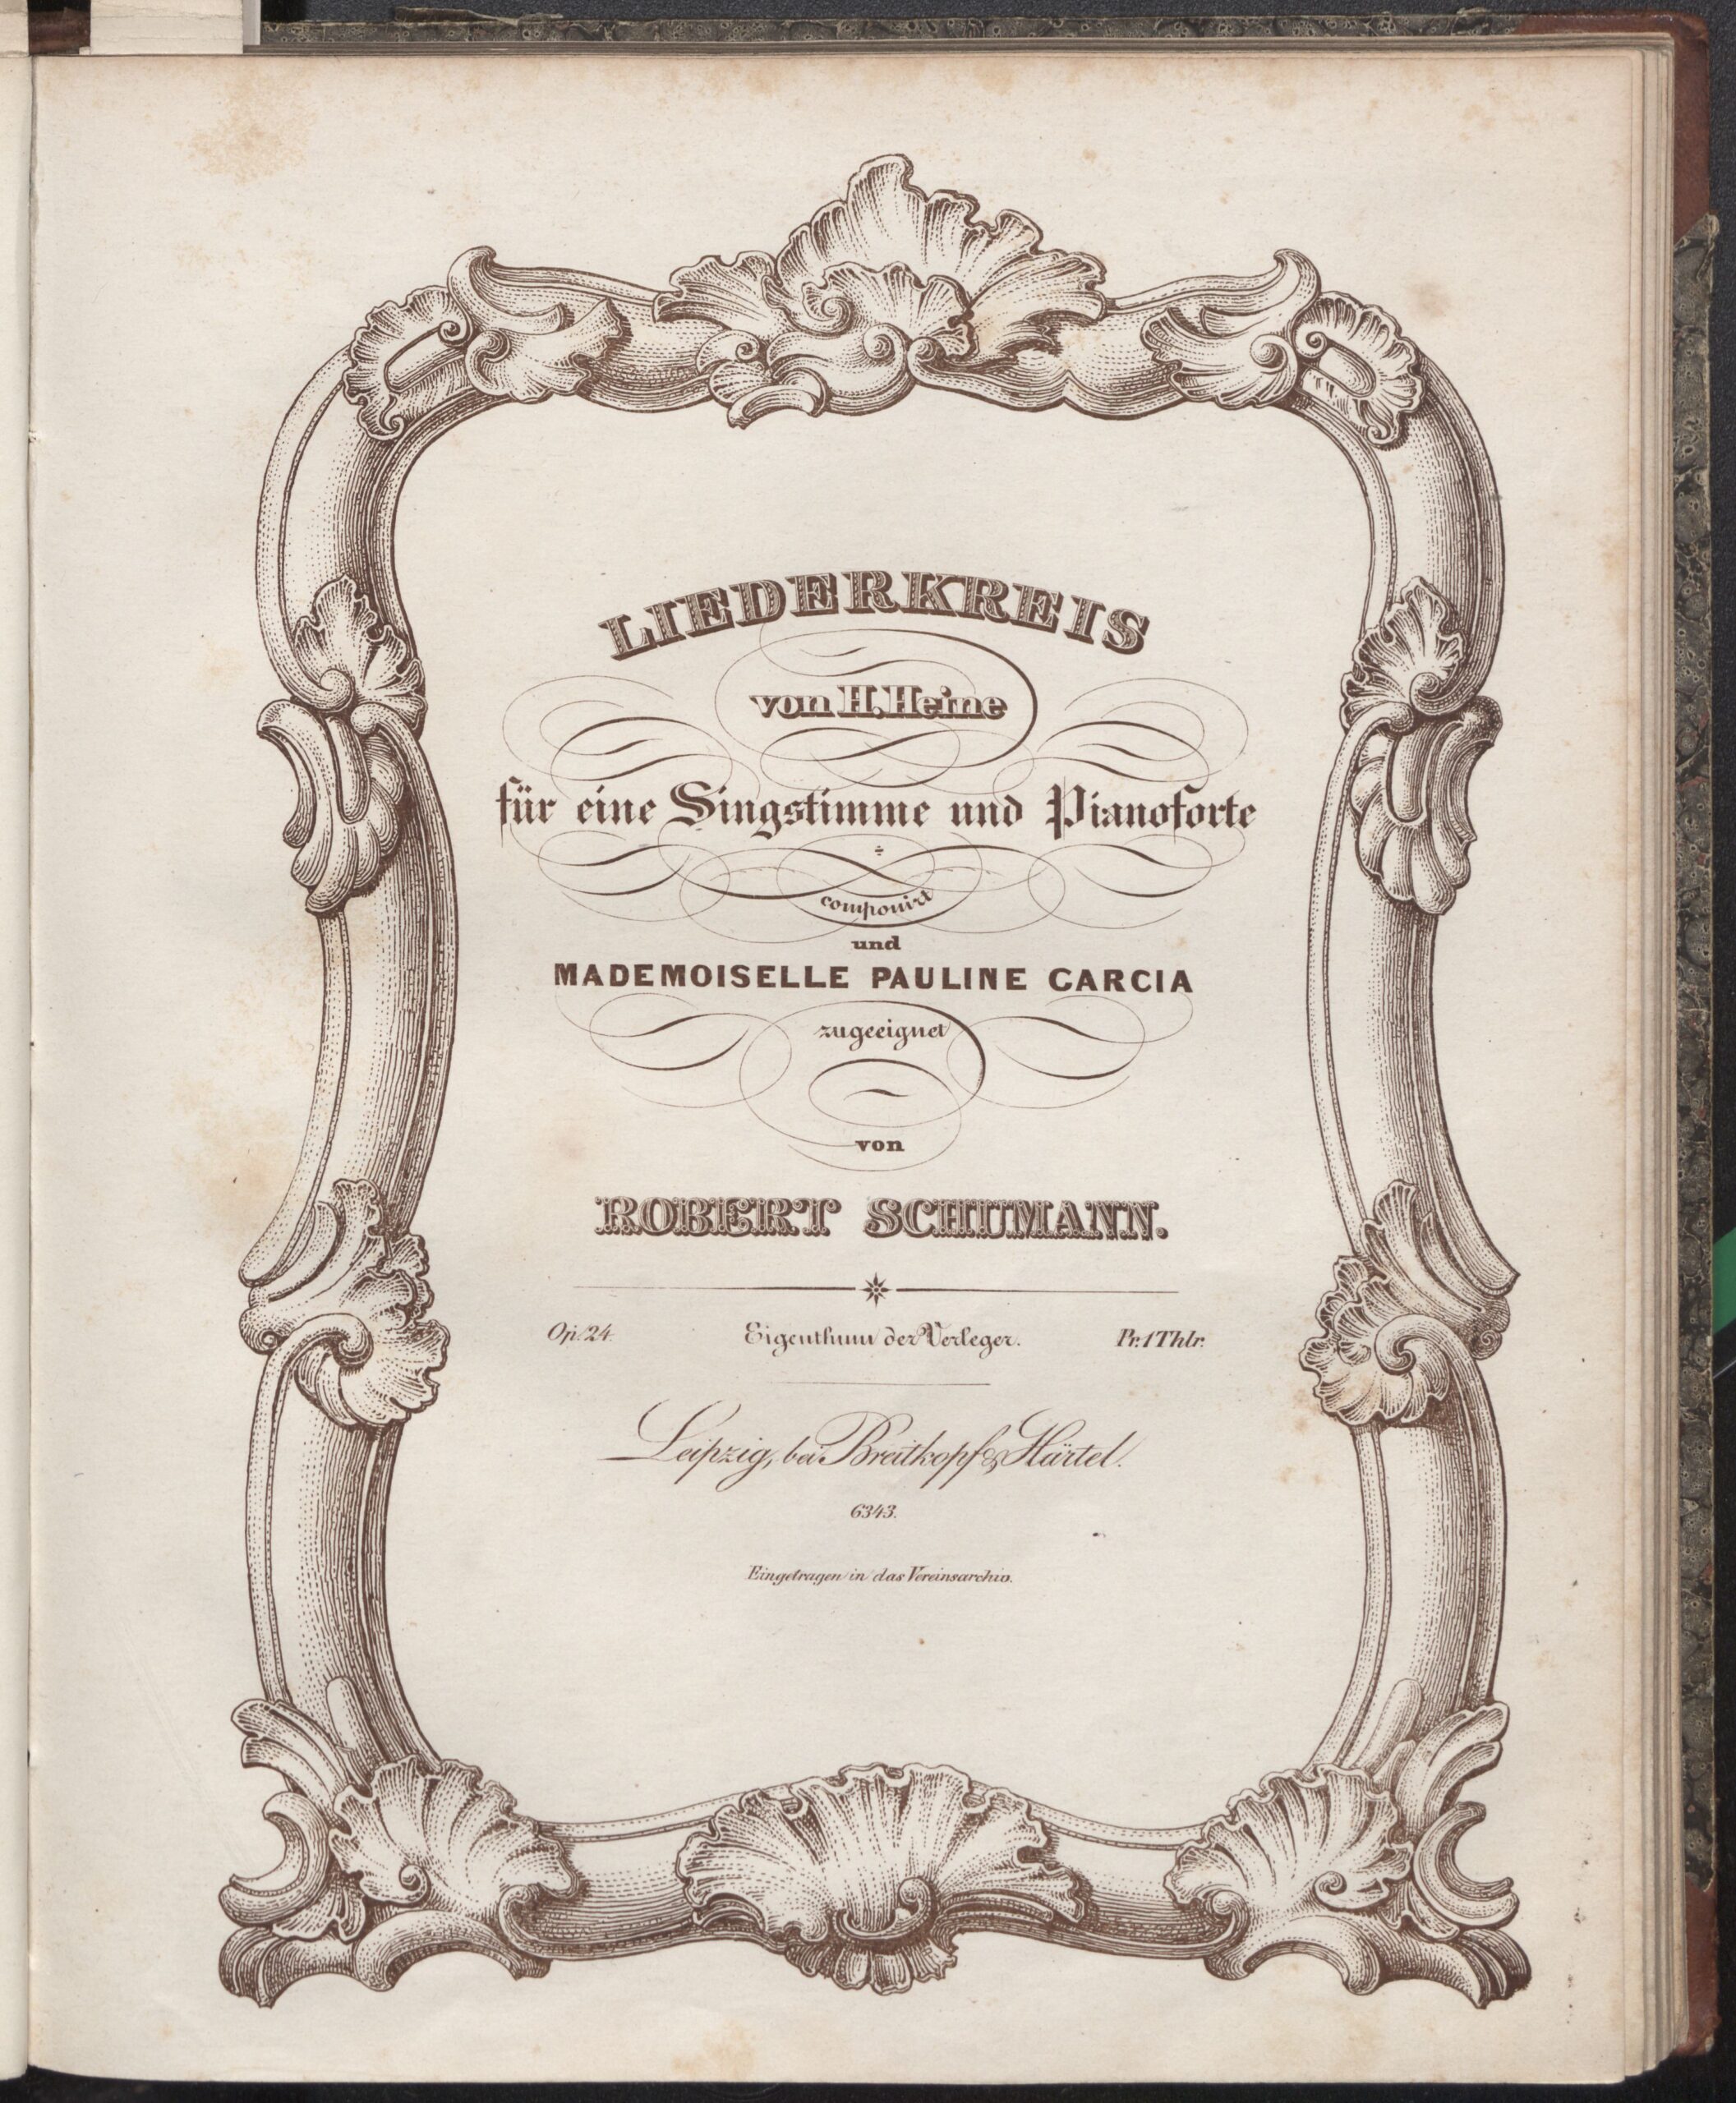 LIEDERKREIS
von H. Heine
für eine Singstimme und Pianoforte
componirt
und
MADEMOISELLE PAULINE CARCIA
zugeeignet
von
ROBERT SCHUMANN.
Op. 24. Eigenthum der Verleger. Pr. 1 Thlr.
Leipzig, bei Breitkopf & Härtel.
6343.
Eingetragen in das Vereinsarchiv.